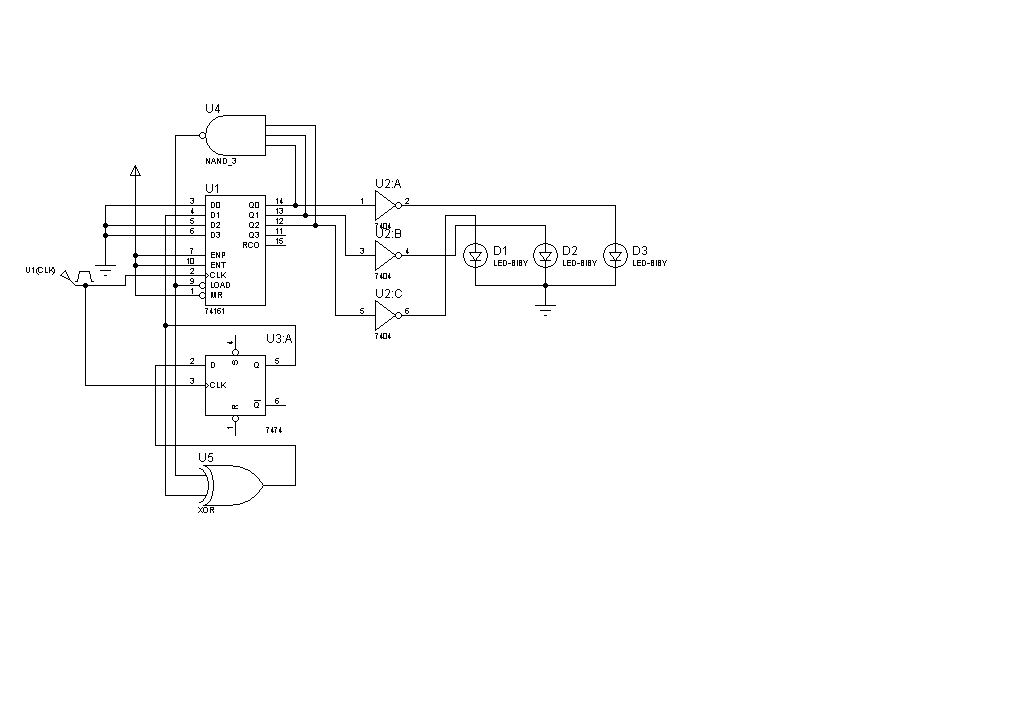 U4
NAND_3
U1
3 D0 Q0 14
4 D1 Q1 13
5 D2 Q2 12
6 D3 Q3 11
RCO 15
7 ENP
10 ENT
2 CLK
9 LOAD
1 MR
74161
U1(CLK)
U2:A
1 2
7404
U2:B
3 4
7404
U2:C
5 6
7404
D1
LED-BIBY
D2
LED-BIBY
D3
LED-BIBY
U3:A
4
2 D S Q 5
3 CLK
R Q 6
1
7474
U5
XOR